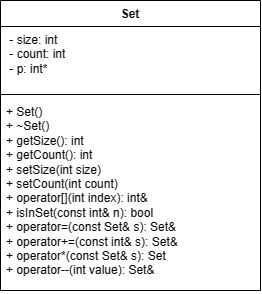 Set
- size: int
- count: int
- p: int*
+ Set()
+ ~Set()
+ getSize(): int
+ getCount(): int
+ setSize(int size)
+ setCount(int count)
+ operator[](int index): int&
+ isInSet(const int& n): bool
+ operator=(const Set& s): Set&
+ operator+=(const int& s): Set&
+ operator*(const Set& s): Set
+ operator--(int value): Set&